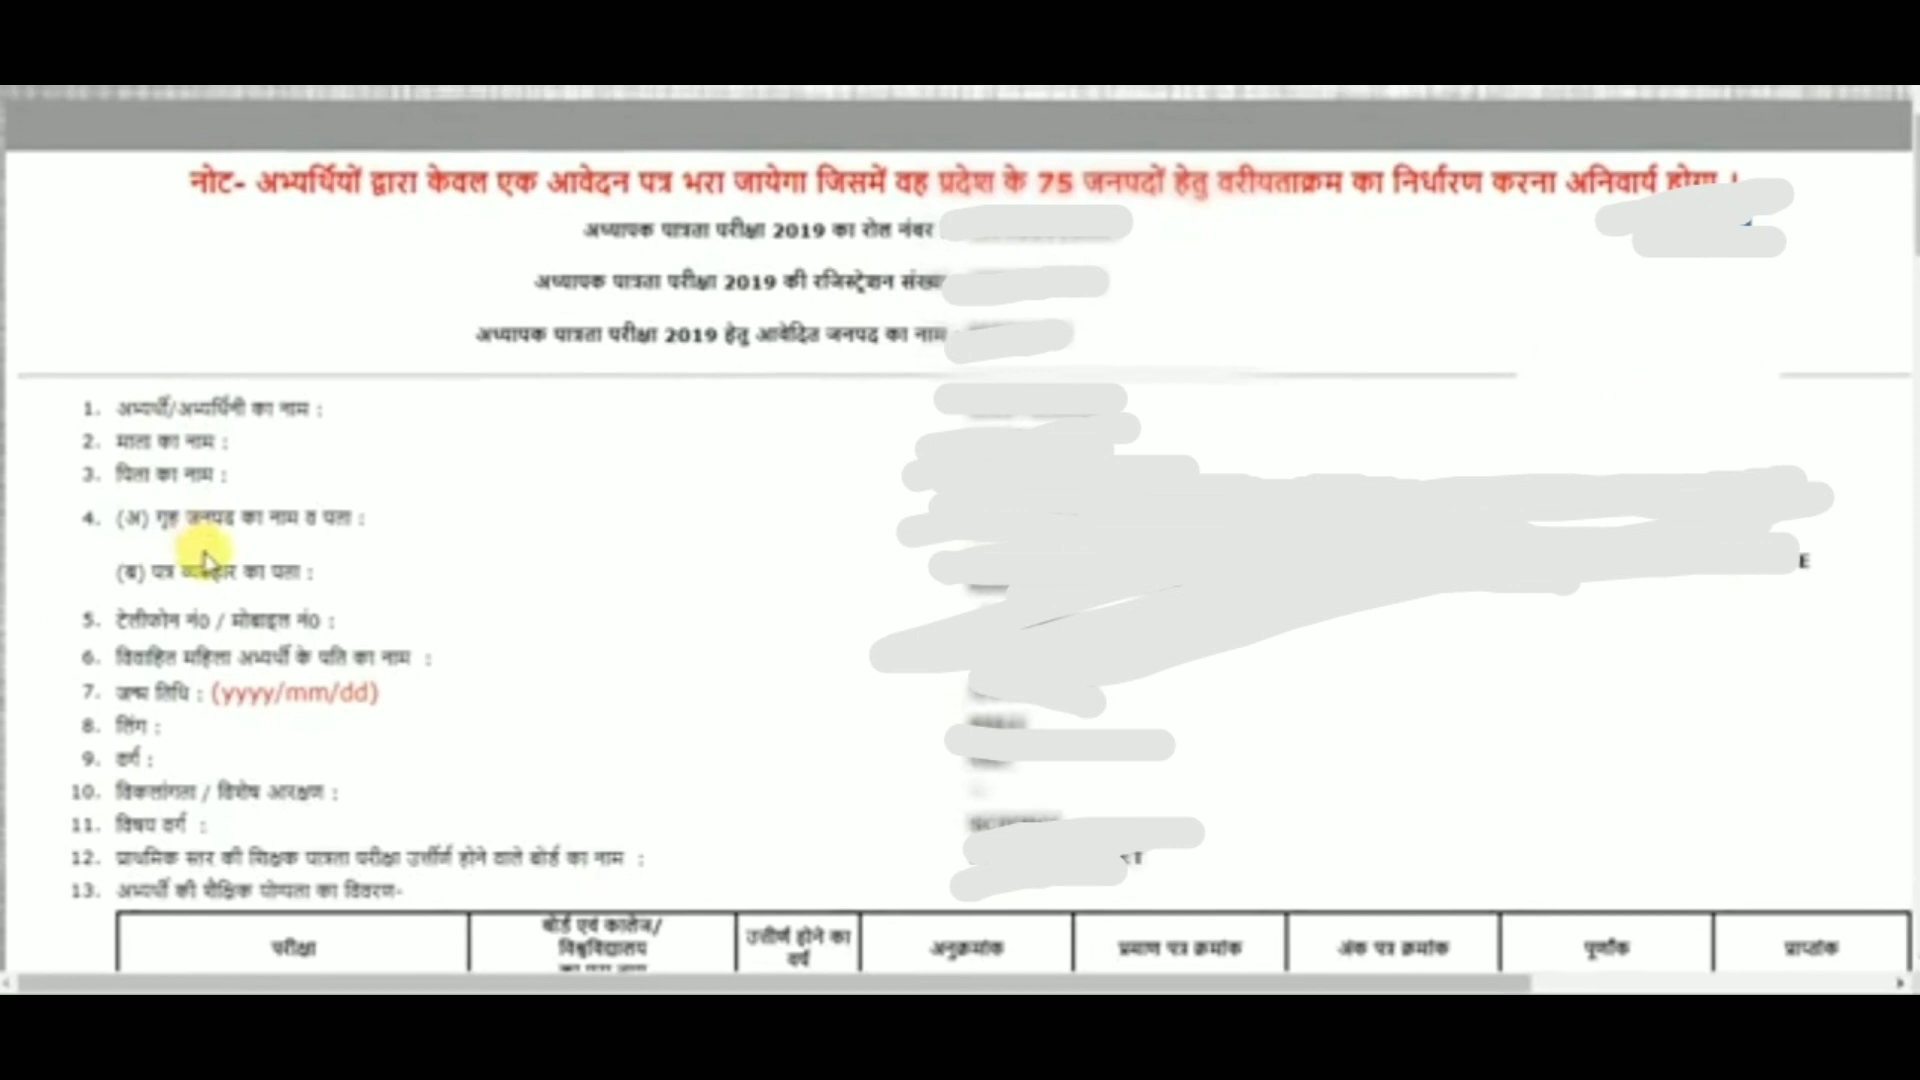 नोट- अभ्यर्थियों द्वारा केवल एक आवेदन पत्र भरा जायेगा जिसमें वह प्रदेश के 75 जनपदों हेतु वरीयताक्रम का निर्धारण करना अनिवार्य होगा ।
अध्यापक पात्रता परीक्षा 2019 का रोल नंबर
अध्यापक पात्रता परीक्षा 2019 की रजिस्ट्रेशन संख्या
अध्यापक पात्रता परीक्षा 2019 हेतु आवेदित जनपद का नाम
1. अभ्यर्थी/अभ्यर्थिनी का नाम :
2. माता का नाम :
3. पिता का नाम :
4. (अ) गृह जनपद का नाम व पता :
(ब) पत्र व्यवहार का पता :
E
5. टेलीफोन नं0 / मोबाइल नं0 :
6. विवाहित महिला अभ्यर्थी के पति का नाम :
7. जन्म तिथि : (yyyy/mm/dd)
8. लिंग :
9. वर्ग :
10. विकलांगता / विशेष आरक्षण :
11. विषय वर्ग :
12. प्राथमिक स्तर की शिक्षक पात्रता परीक्षा उत्तीर्ण होने वाले बोर्ड का नाम :
13. अभ्यर्थी की शैक्षिक योग्यता का विवरण-
परीक्षा
बोर्ड एवं कालेज/
विश्वविद्यालय
उत्तीर्ण होने का
वर्ष
अनुक्रमांक
प्रमाण पत्र क्रमांक
अंक पत्र क्रमांक
पूर्णांक
प्राप्तांक